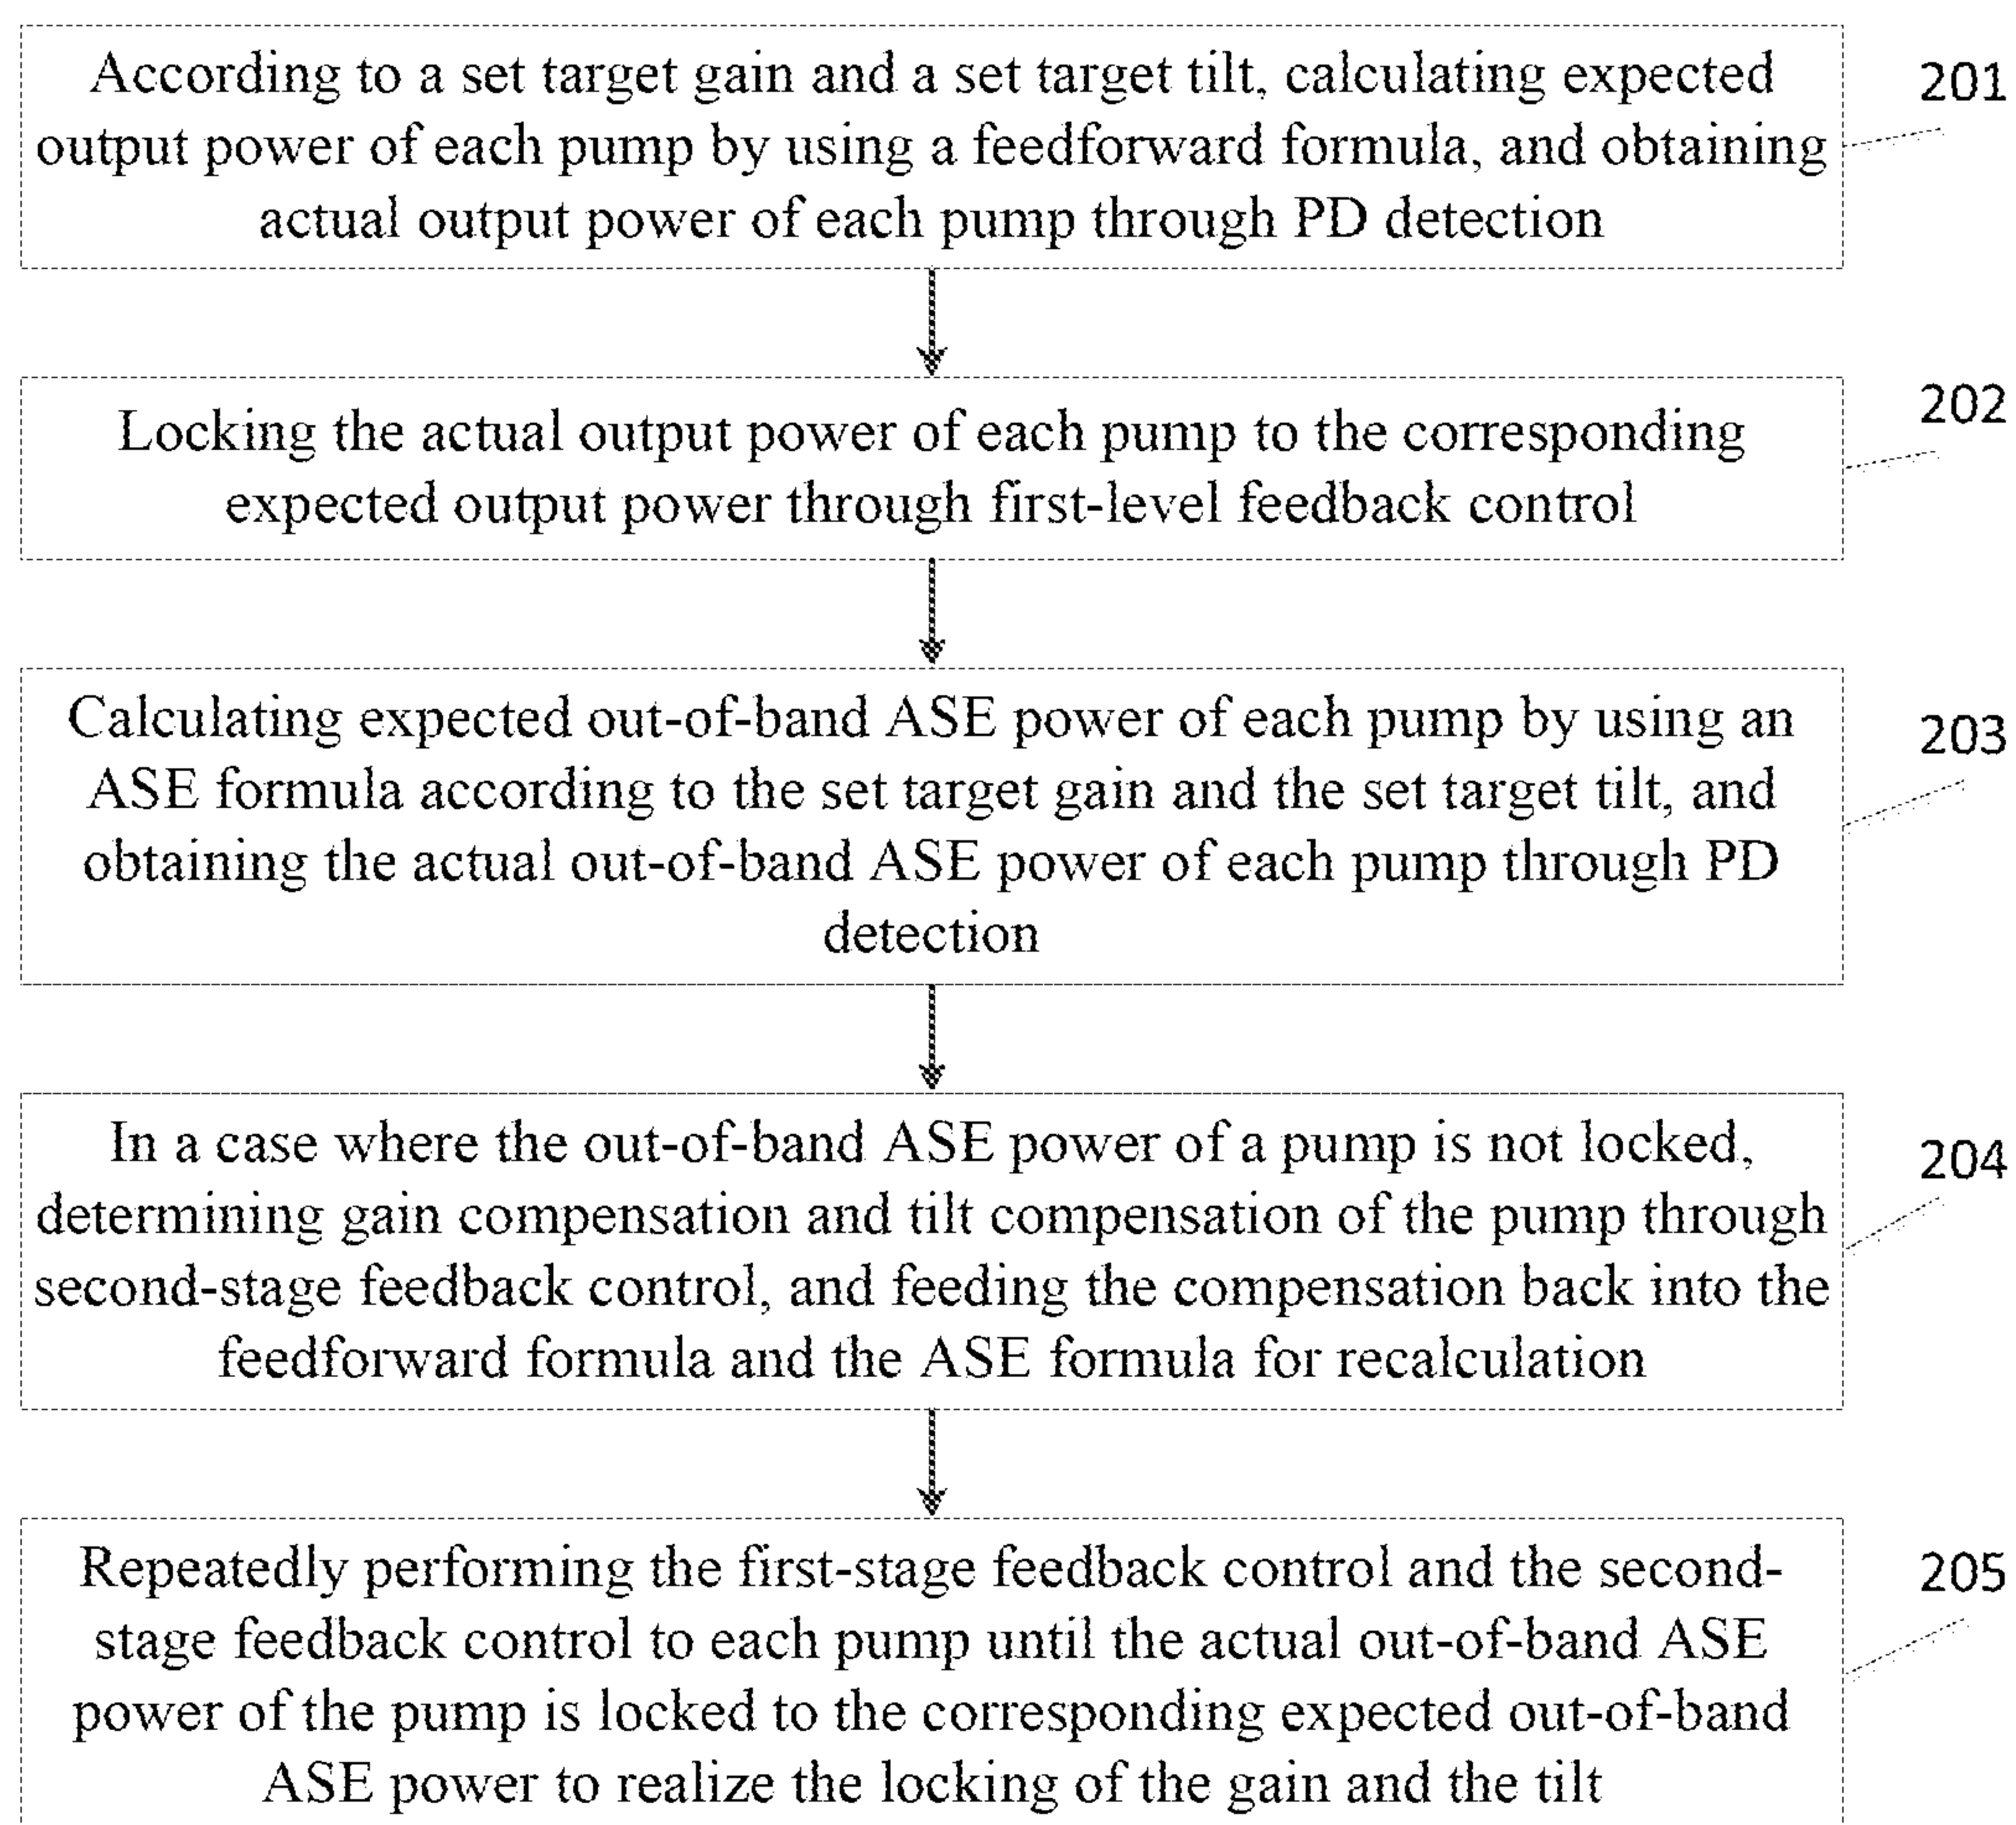 According to a set target gain and a set target tilt, calculating expected
output power of each pump by using a feedforward formula, and obtaining
actual output power of each pump through PD detection
201
Locking the actual output power of each pump to the corresponding
expected output power through first-level feedback control
202
Calculating expected out-of-band ASE power of each pump by using an
ASE formula according to the set target gain and the set target tilt, and
obtaining the actual out-of-band ASE power of each pump through PD
detection
203
In a case where the out-of-band ASE power of a pump is not locked,
determining gain compensation and tilt compensation of the pump through
second-stage feedback control, and feeding the compensation back into the
feedforward formula and the ASE formula for recalculation
204
Repeatedly performing the first-stage feedback control and the second-
stage feedback control to each pump until the actual out-of-band ASE
power of the pump is locked to the corresponding expected out-of-band
ASE power to realize the locking of the gain and the tilt
205